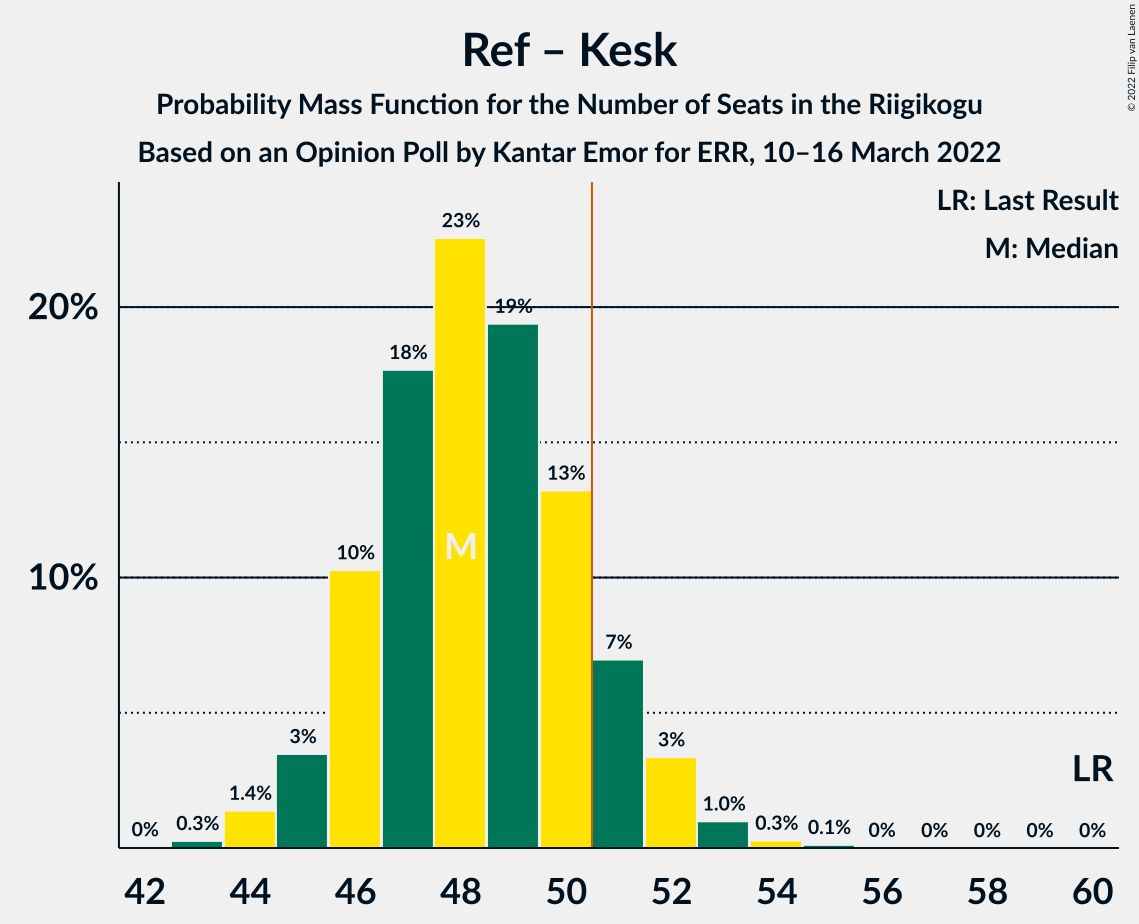 Ref – Kesk
Probability Mass Function for the Number of Seats in the Riigikogu
Based on an Opinion Poll by Kantar Emor for ERR, 10–16 March 2022
© 2022 Filip van Laenen
LR: Last Result
M: Median
20%
10%
0%
0.3%
1.4%
3%
10%
18%
23%
19%
13%
7%
3%
1.0%
0.3%
0.1%
0%
0%
0%
0%
0%
M
LR
42 44 46 48 50 52 54 56 58 60